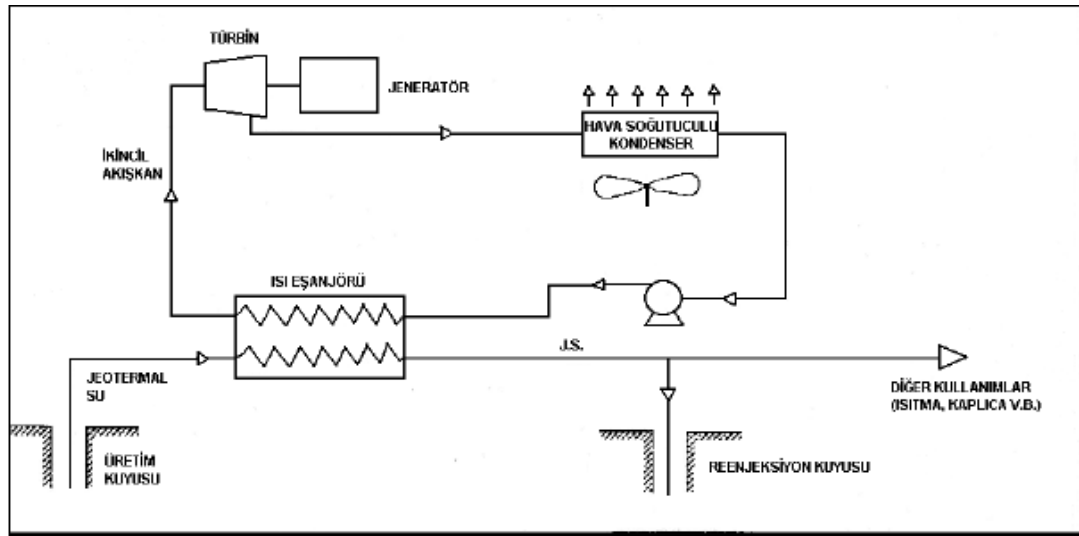 TÜRBİN
JENERATÖR
HAVA SOĞUTUCULU
KONDENSER
İKİNCİL
AKIŞKAN
ISI EŞANJÖRÜ
J.S.
JEOTERMAL
SU
DİĞER KULLANIMLAR
(ISITMA, KAPLICA V.B.)
ÜRETİM
KUYUSU
REENJEKSİYON KUYUSU